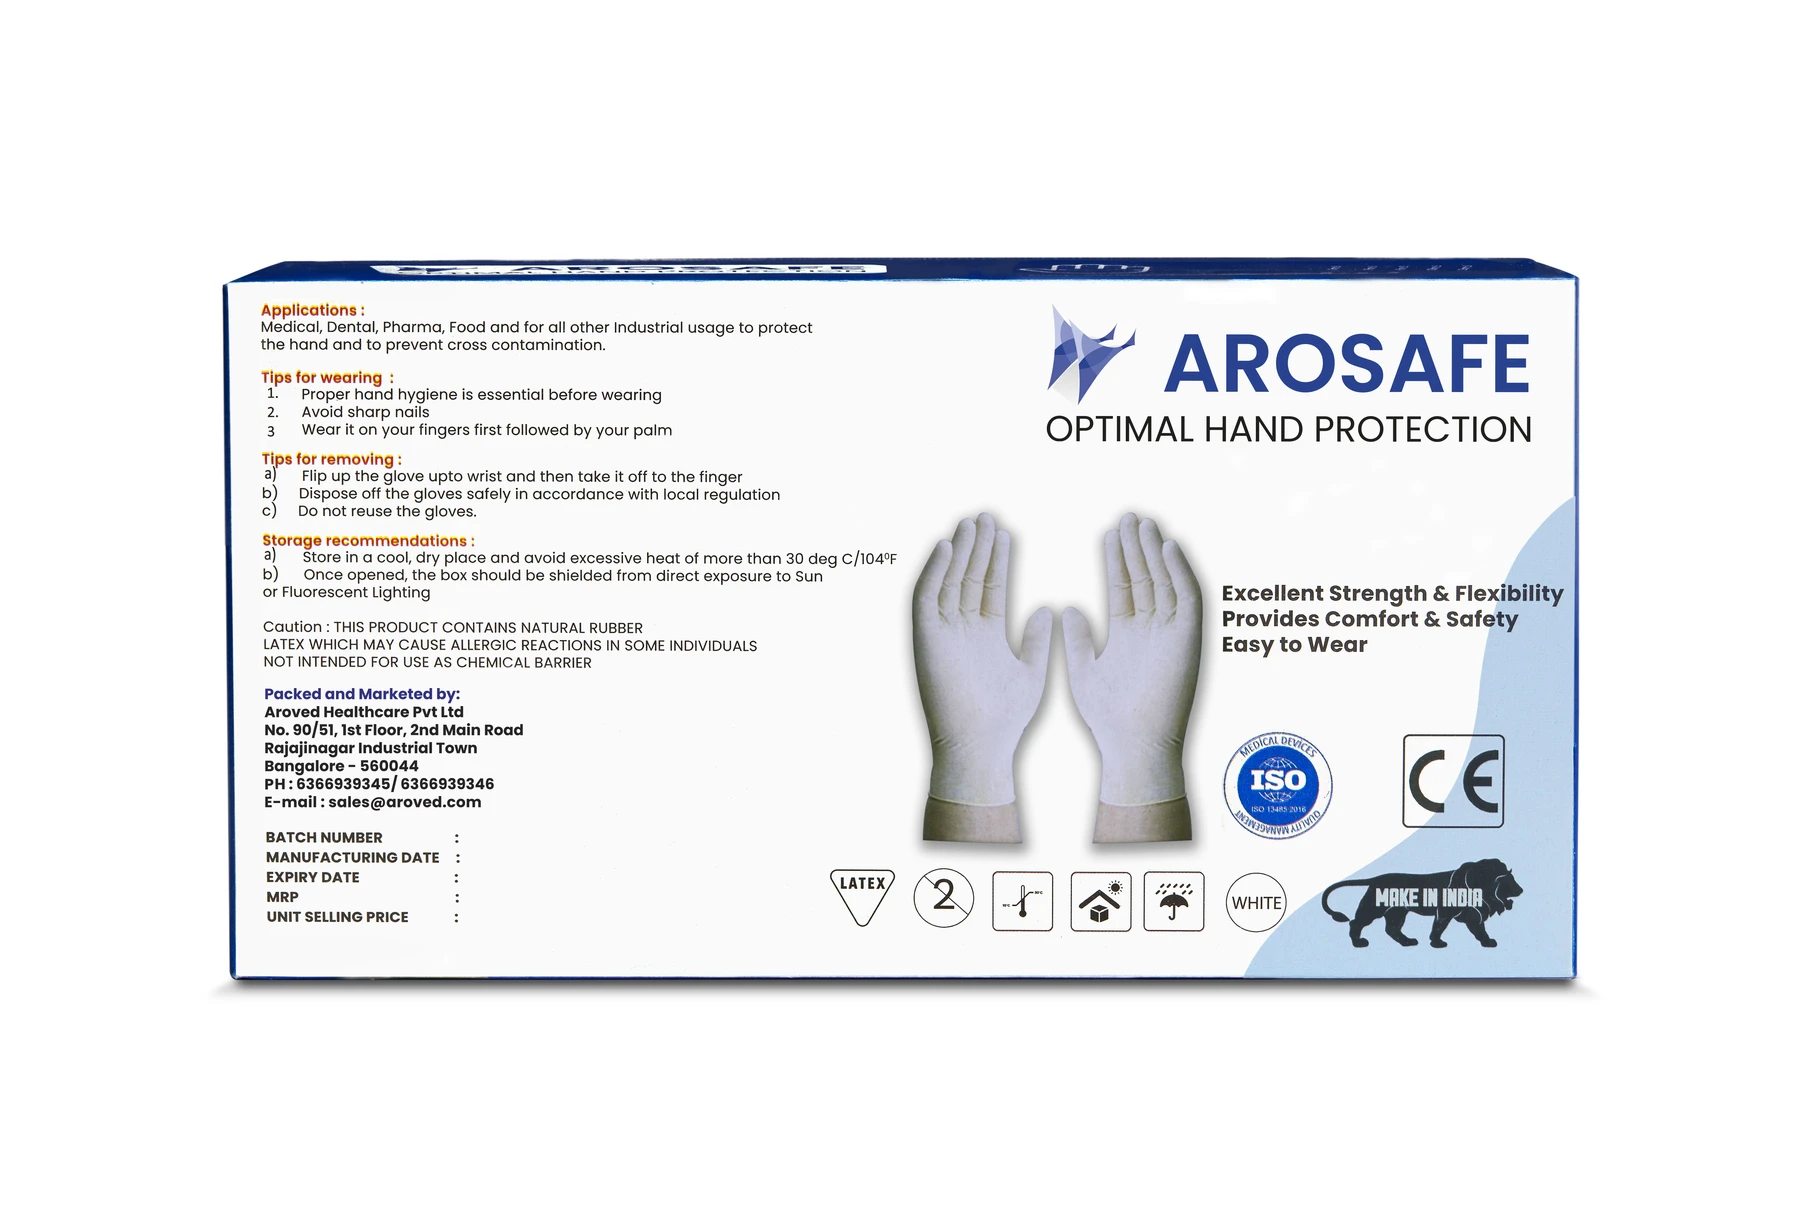 AROSAFE
OPTIMAL HAND PROTECTION
Applications :
Medical, Dental, Pharma, Food and for all other Industrial usage to protect
the hand and to prevent cross contamination.
Tips for wearing :
1. Proper hand hygiene is essential before wearing
2. Avoid sharp nails
3 Wear it on your fingers first followed by your palm
Tips for removing :
a) Flip up the glove upto wrist and then take it off to the finger
b) Dispose off the gloves safely in accordance with local regulation
c) Do not reuse the gloves.
Storage recommendations :
a) Store in a cool, dry place and avoid excessive heat of more than 30 deg C/104⁰F
b) Once opened, the box should be shielded from direct exposure to Sun
or Fluorescent Lighting
Caution : THIS PRODUCT CONTAINS NATURAL RUBBER
LATEX WHICH MAY CAUSE ALLERGIC REACTIONS IN SOME INDIVIDUALS
NOT INTENDED FOR USE AS CHEMICAL BARRIER
Packed and Marketed by:
Aroved Healthcare Pvt Ltd
No. 90/51, 1st Floor, 2nd Main Road
Rajajinagar Industrial Town
Bangalore - 560044
PH : 6366939345/ 6366939346
E-mail : sales@aroved.com
BATCH NUMBER :
MANUFACTURING DATE :
EXPIRY DATE :
MRP :
UNIT SELLING PRICE :
AROSAFE
OPTIMAL HAND PROTECTION
Excellent Strength & Flexibility
Provides Comfort & Safety
Easy to Wear
MEDICAL DEVICES
ISO
ISO 13485:2016
QUALITY MANAGEMENT
CE
LATEX
2
WHITE
MAKE IN INDIA